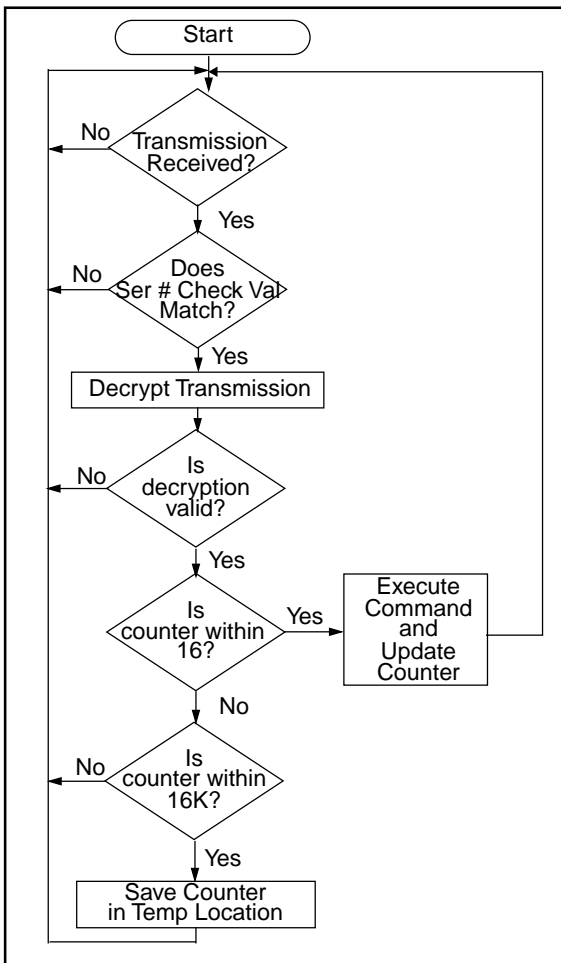 Start
No
Transmission
Received?
Yes
Does
No
Ser # Check Val
Match?
Yes
Decrypt Transmission
Is
No
decryption
valid?
Yes
Is
counter within
16?
Yes
Execute
Command
and
Update
Counter
No
Is
No
counter within
16K?
Yes
Save Counter
in Temp Location